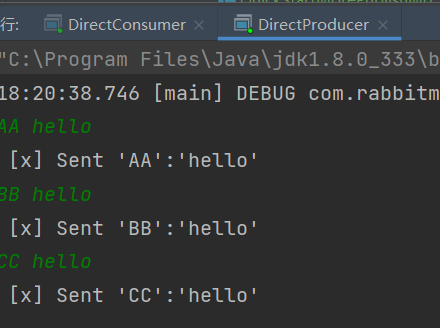 行: DirectConsumer × DirectProducer ×
"C:\Program Files\Java\jdk1.8.0_333\b
18:20:38.746 [main] DEBUG com.rabbitm
AA hello
[x] Sent 'AA':'hello'
BB hello
[x] Sent 'BB':'hello'
CC hello
[x] Sent 'CC':'hello'